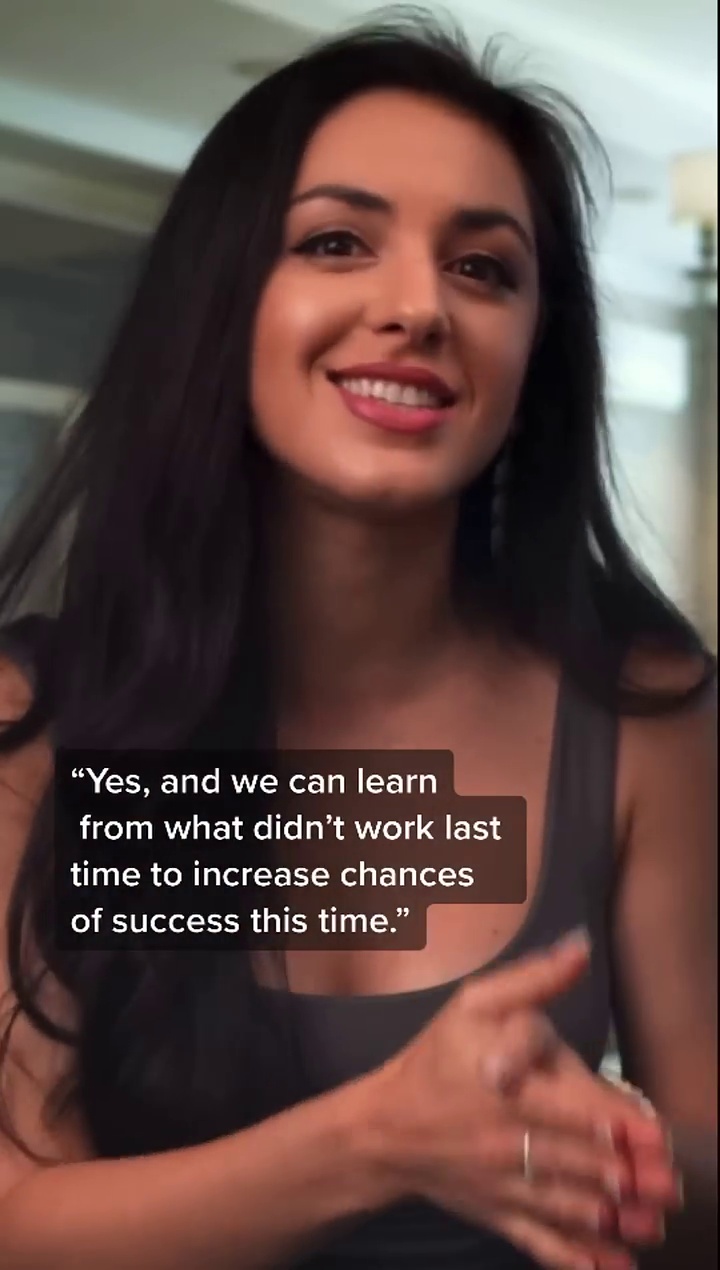 “Yes, and we can learn
from what didn’t work last
time to increase chances
of success this time.”